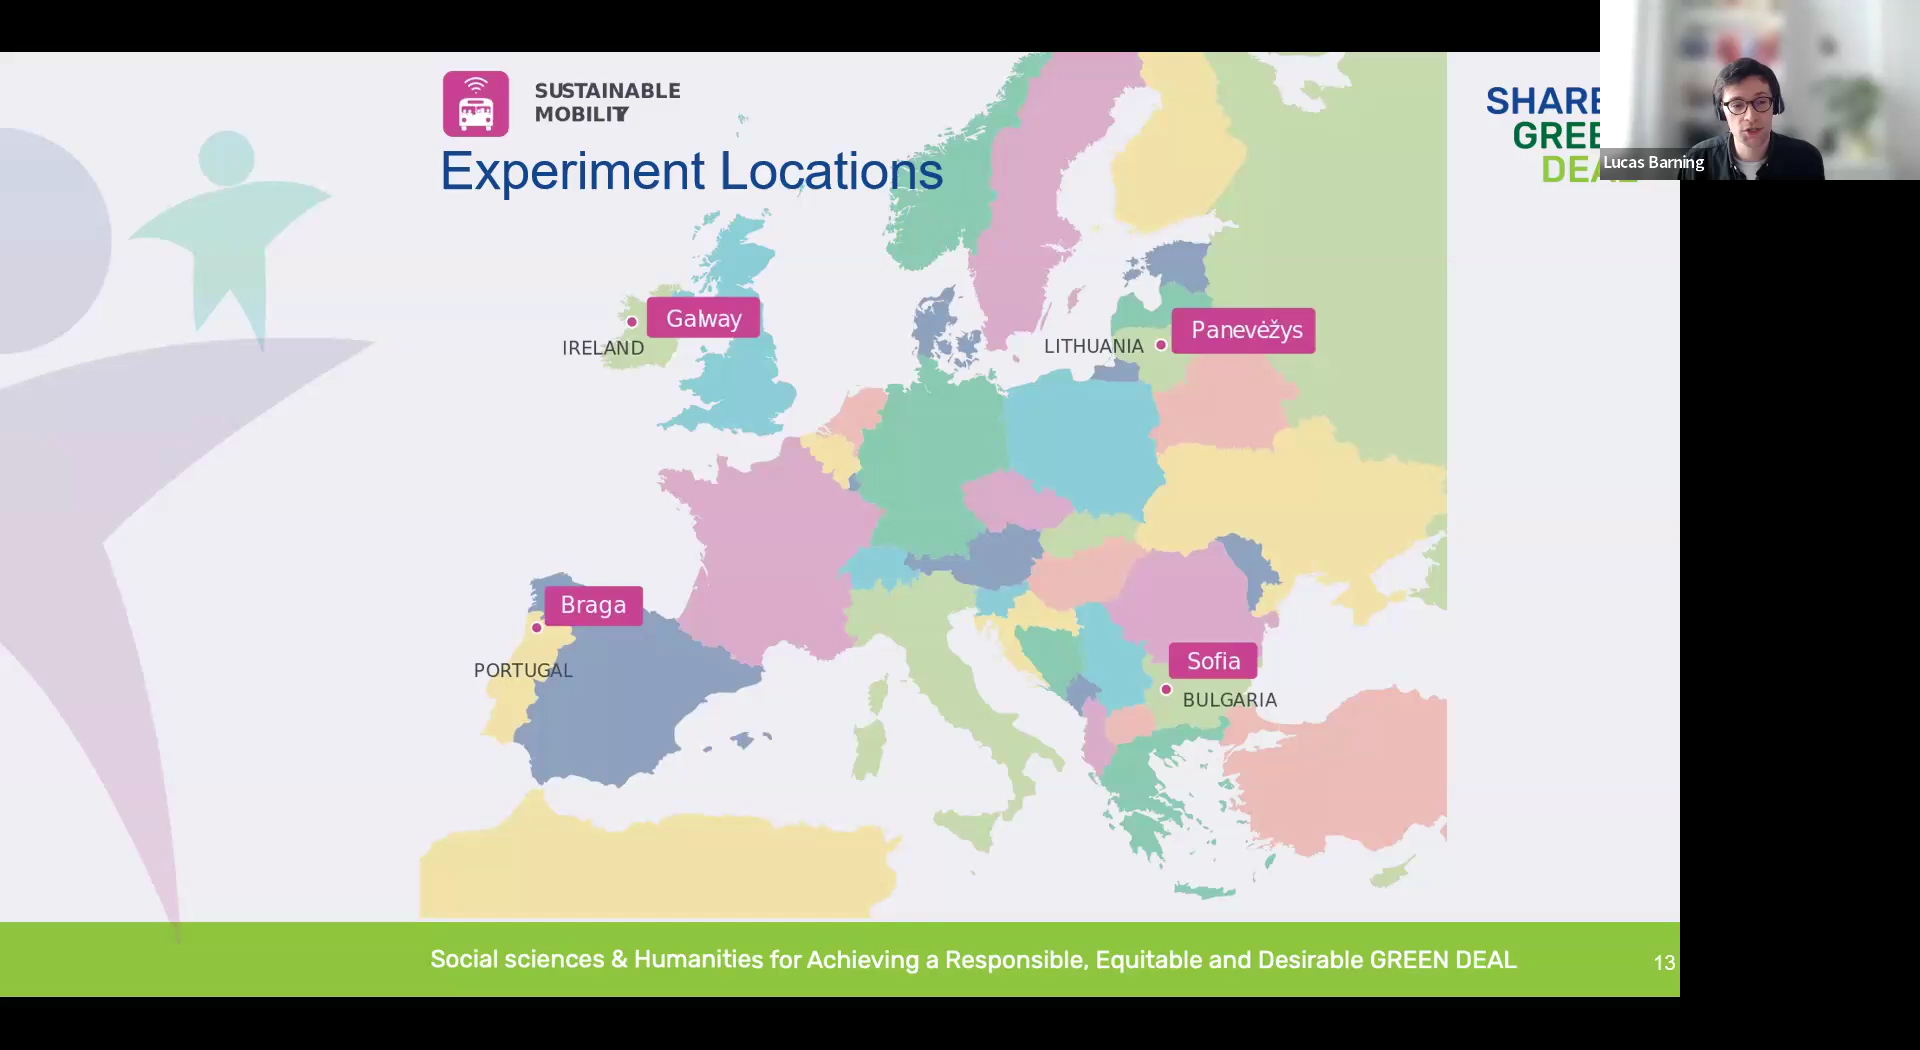 SUSTAINABLE
MOBILITY
Experiment Locations
SHARE
GREE
DEAL
Lucas Barning
Galway
IRELAND
LITHUANIA
Panevėžys
Braga
PORTUGAL
Sofia
BULGARIA
Social sciences & Humanities for Achieving a Responsible, Equitable and Desirable GREEN DEAL
13